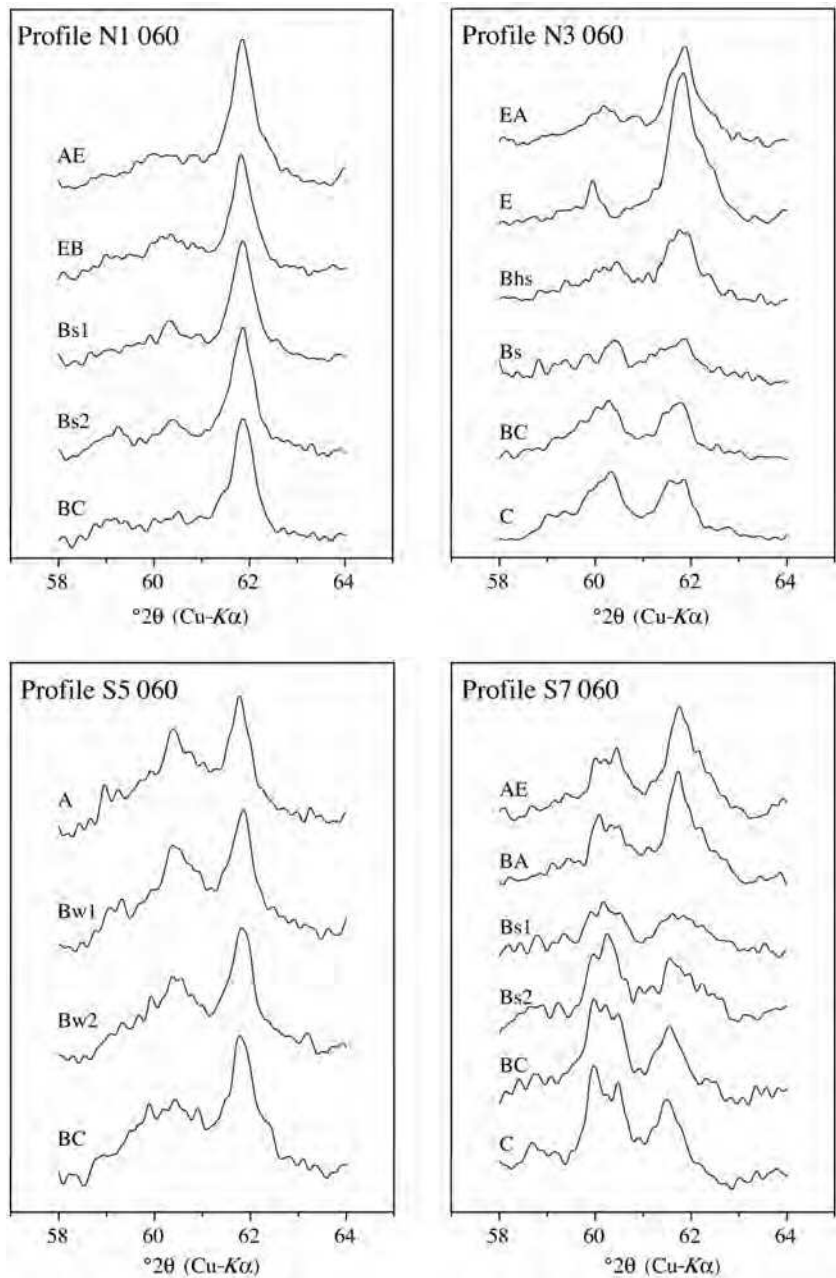 Profile N1 060
AE
EB
Bs1
Bs2
BC
58 60 62 64
°2θ (Cu-Kα)
Profile N3 060
EA
E
Bhs
Bs
BC
C
58 60 62 64
°2θ (Cu-Kα)
Profile S5 060
A
Bw1
Bw2
BC
58 60 62 64
°2θ (Cu-Kα)
Profile S7 060
AE
BA
Bs1
Bs2
BC
C
58 60 62 64
°2θ (Cu-Kα)